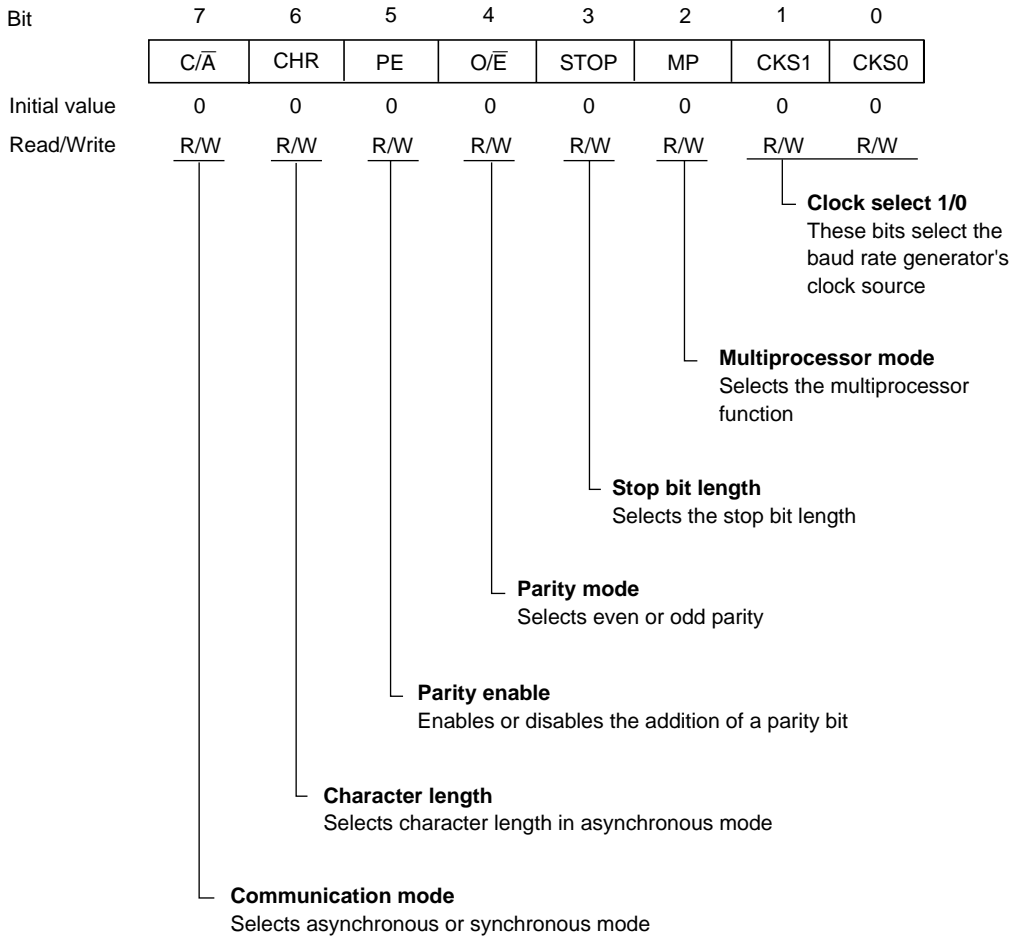 Bit 7 6 5 4 3 2 1 0
C/A̅ CHR PE O/E̅ STOP MP CKS1 CKS0
Initial value 0 0 0 0 0 0 0 0
Read/Write R/W R/W R/W R/W R/W R/W R/W R/W
Clock select 1/0
These bits select the
baud rate generator's
clock source
Multiprocessor mode
Selects the multiprocessor
function
Stop bit length
Selects the stop bit length
Parity mode
Selects even or odd parity
Parity enable
Enables or disables the addition of a parity bit
Character length
Selects character length in asynchronous mode
Communication mode
Selects asynchronous or synchronous mode